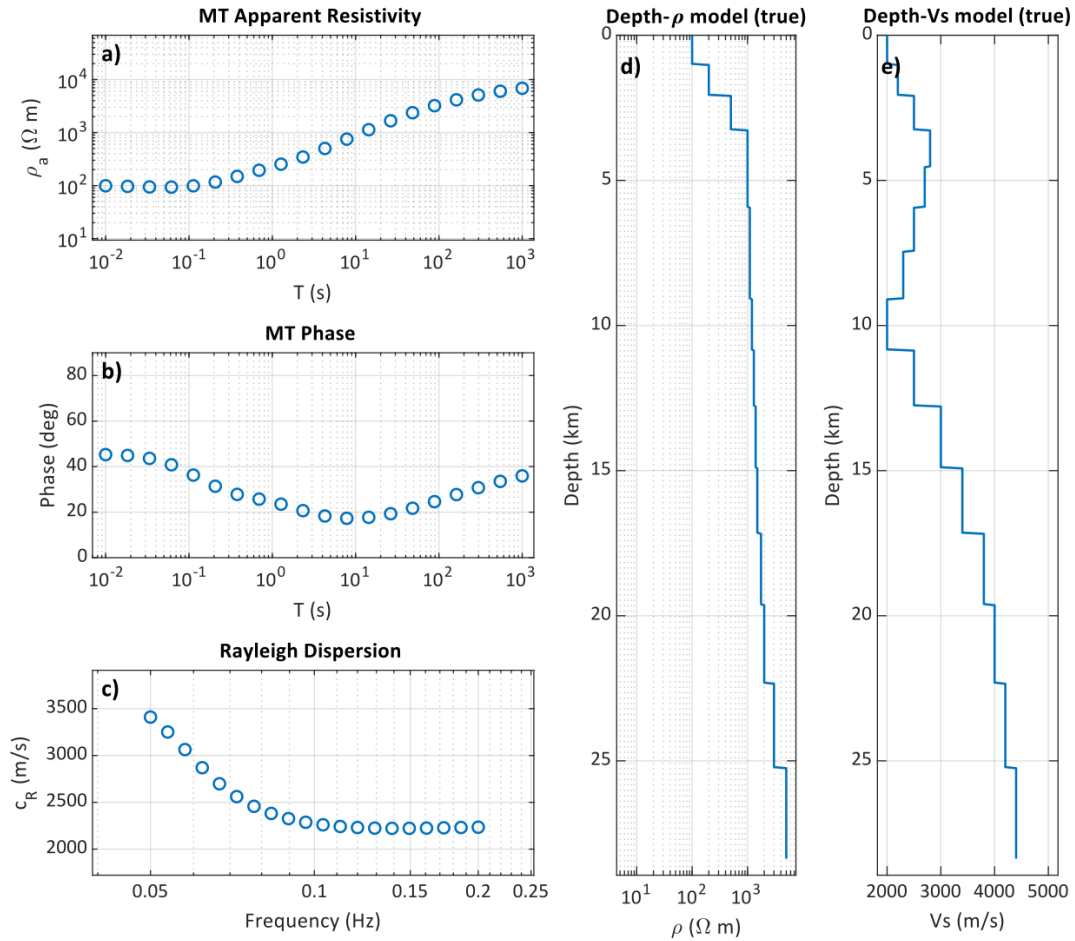 MT Apparent Resistivity
a)
10^4
10^3
10^2
10^1
ρ_a (Ω m)
10^-2 10^-1 10^0 10^1 10^2 10^3
T (s)
MT Phase
b)
80
60
40
20
0
Phase (deg)
10^-2 10^-1 10^0 10^1 10^2 10^3
T (s)
Rayleigh Dispersion
c)
3500
3000
2500
2000
c_R (m/s)
0.05 0.1 0.15 0.2 0.25
Frequency (Hz)
Depth-ρ model (true)
d)
0
5
10
15
20
25
Depth (km)
10^1 10^2 10^3
ρ (Ω m)
Depth-Vs model (true)
e)
0
5
10
15
20
25
Depth (km)
2000 3000 4000 5000
Vs (m/s)